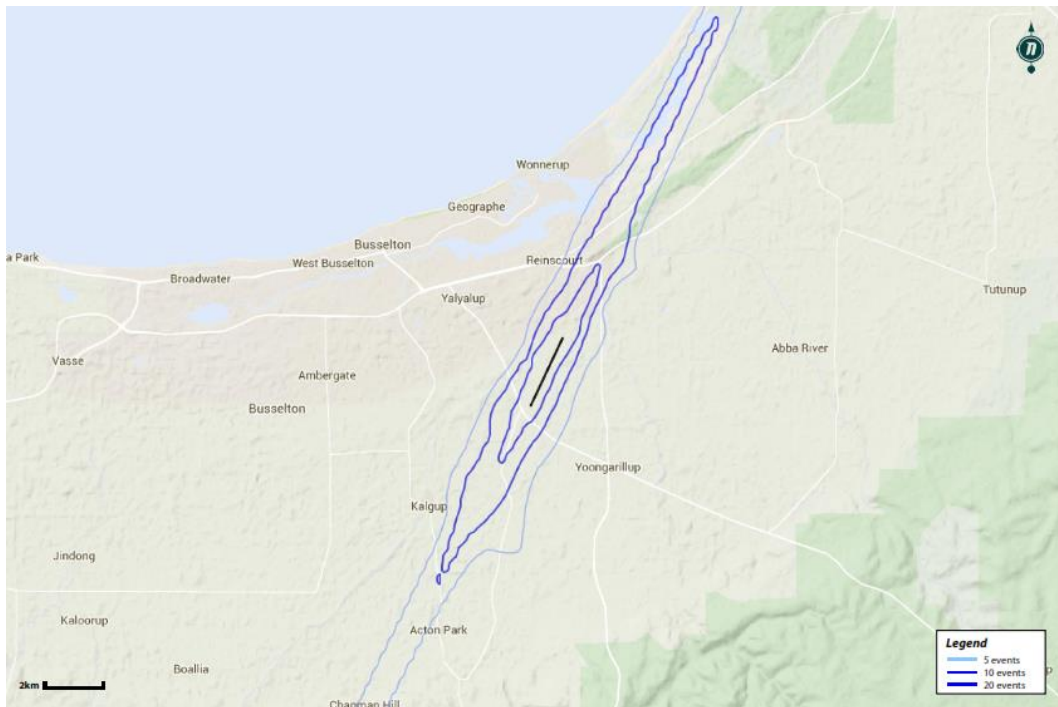 n
Wonnerup
Geographe
Busselton
a Park
West Busselton
Reinscourt
Broadwater
Tutunup
Yalyalup
Abba River
Vasse
Ambergate
Busselton
Yoongarillup
Kalgup
Jindong
Kaloorup
Acton Park
Boallia
Chapman Hill
2km
Legend
5 events
10 events
20 events
p